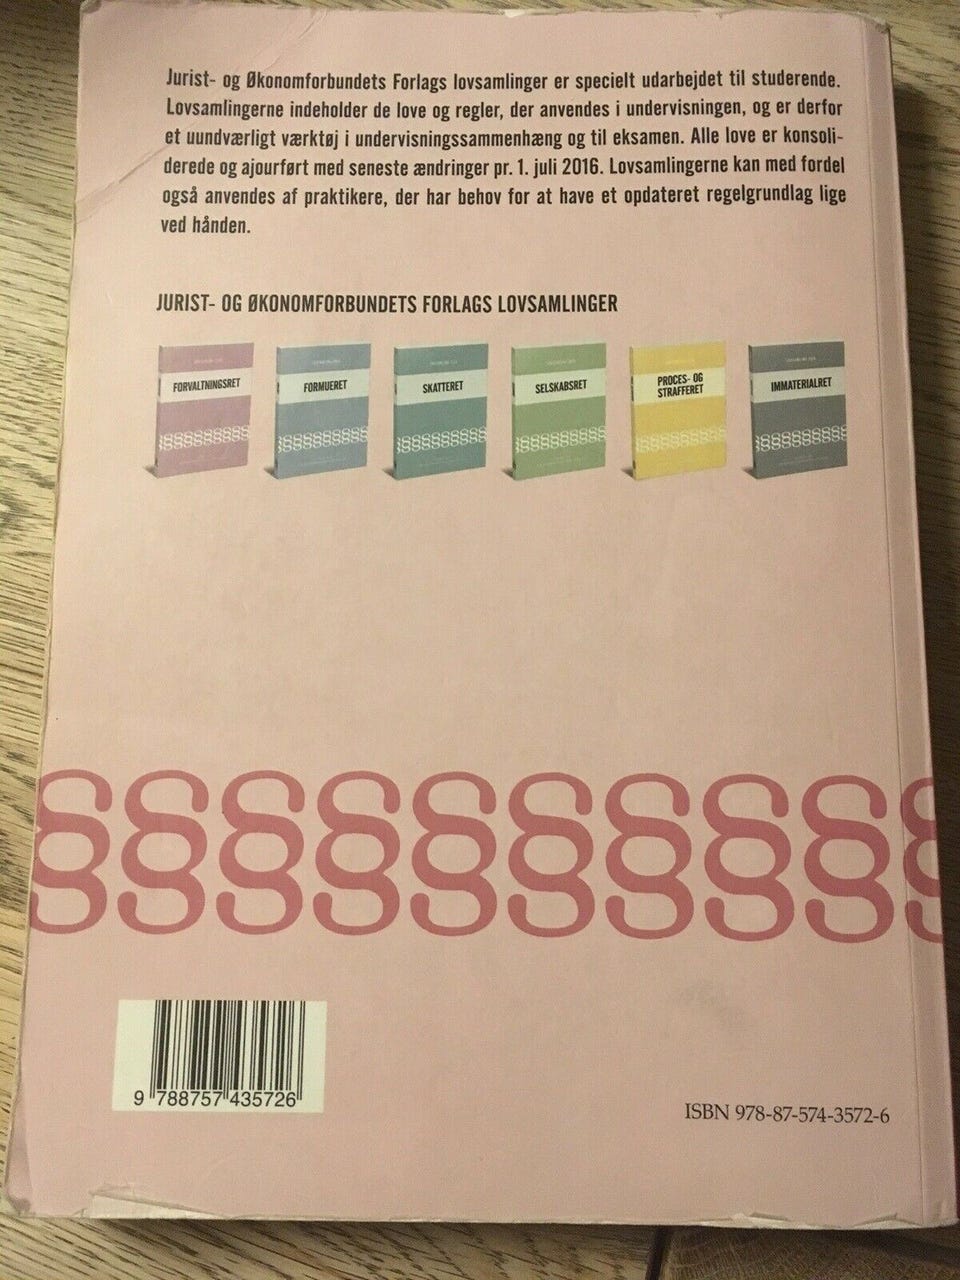 Jurist- og Økonomforbundets Forlags lovsamlinger er specielt udarbejdet til studerende.
Lovsamlingerne indeholder de love og regler, der anvendes i undervisningen, og er derfor
et uundværligt værktøj i undervisningssammenhæng og til eksamen. Alle love er konsoli-
derede og ajourført med seneste ændringer pr. 1. juli 2016. Lovsamlingerne kan med fordel
også anvendes af praktikere, der har behov for at have et opdateret regelgrundlag lige
ved hånden.
JURIST- OG ØKONOMFORBUNDETS FORLAGS LOVSAMLINGER
FORVALTNINGSRET
FORMUERET
SKATTERET
SELSKABSRET
PROCES- OG
STRAFFERET
IMMATERIALRET
§§§§§§§§§§
9 788757 435726
ISBN 978-87-574-3572-6